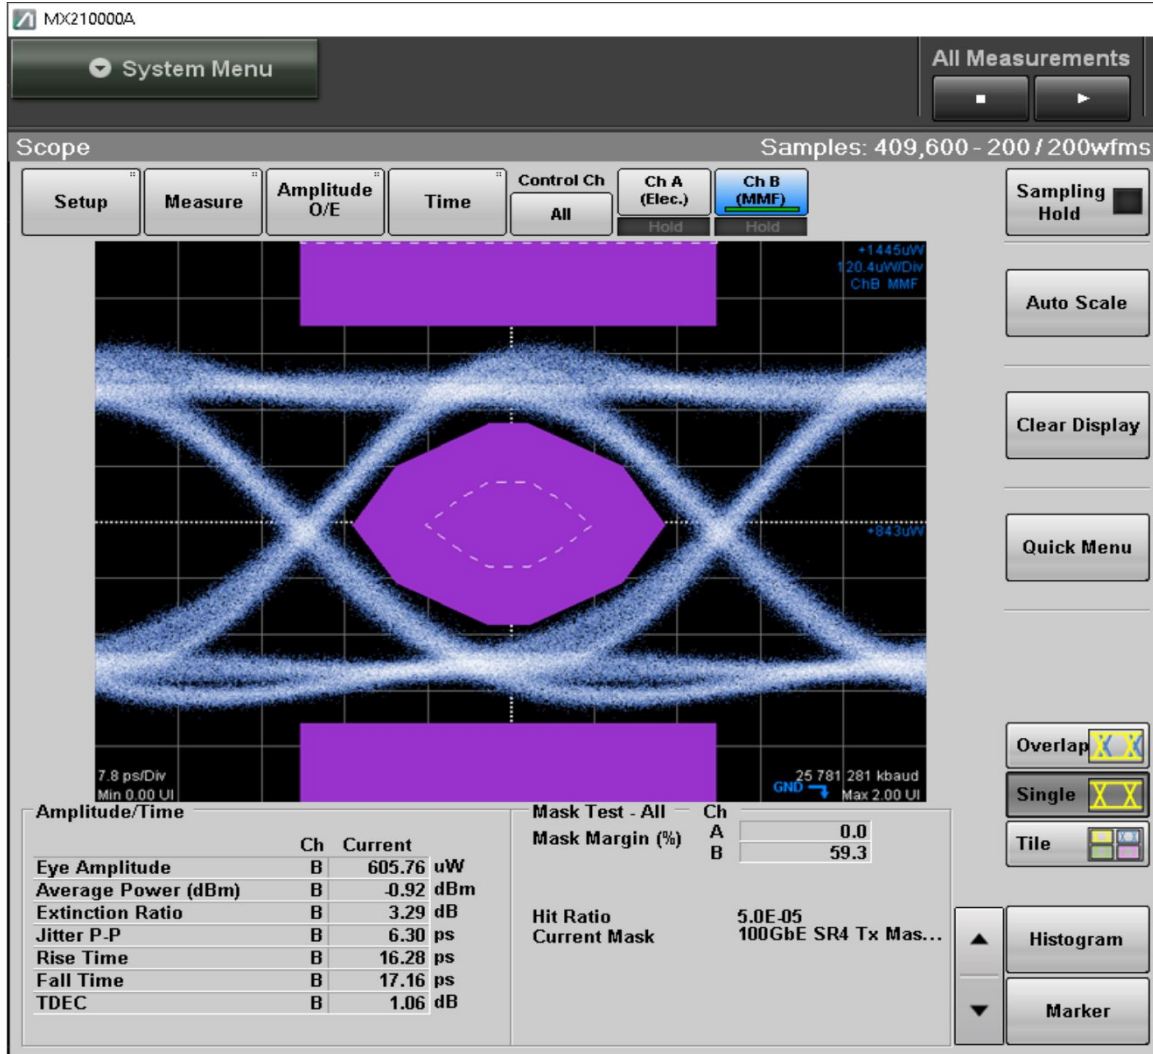 MX210000A
System Menu
All Measurements
Scope
Samples: 409,600 - 200 / 200wfms
Setup
Measure
Amplitude
O/E
Time
Control Ch
All
Ch A
(Elec.)
Hold
Ch B
(MMF)
Hold
Sampling
Hold
+1445uW
120.4uW/Div
ChB MMF
Auto Scale
Clear Display
+843uW
Quick Menu
7.8 ps/Div
Min 0.00 UI
25 781 281 kbaud
GND
Max 2.00 UI
Overlap
Single
Tile
Amplitude/Time
Ch Current
Eye Amplitude B 605.76 uW
Average Power (dBm) B -0.92 dBm
Extinction Ratio B 3.29 dB
Jitter P-P B 6.30 ps
Rise Time B 16.28 ps
Fall Time B 17.16 ps
TDEC B 1.06 dB
Mask Test - All Ch
Mask Margin (%) A 0.0
B 59.3
Hit Ratio 5.0E-05
Current Mask 100GbE SR4 Tx Mas...
Histogram
Marker